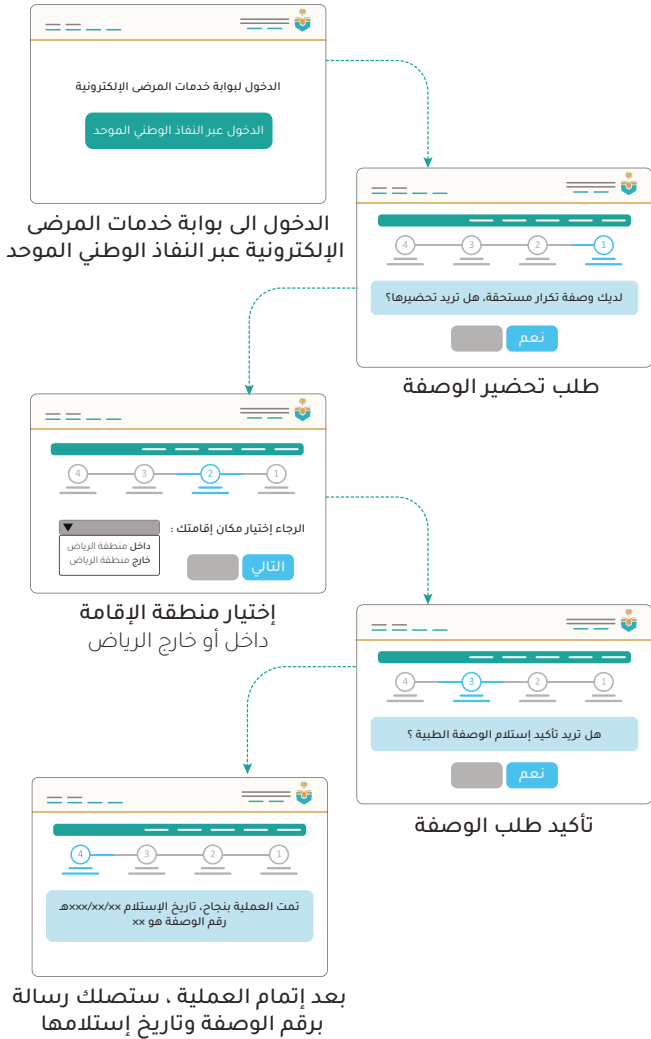 الدخول لبوابة خدمات المرضى الإلكترونية
الدخول عبر النفاذ الوطني الموحد
الدخول الى بوابة خدمات المرضى
الإلكترونية عبر النفاذ الوطني الموحد
1
2
3
4
لديك وصفة تكرار مستحقة، هل تريد تحضيرها؟
نعم
طلب تحضير الوصفة
1
2
3
4
الرجاء إختيار مكان إقامتك :
داخل منطقة الرياض
خارج منطقة الرياض
التالي
إختيار منطقة الإقامة
داخل أو خارج الرياض
1
2
3
4
هل تريد تأكيد إستلام الوصفة الطبية ؟
نعم
تأكيد طلب الوصفة
1
2
3
4
تمت العملية بنجاح، تاريخ الإستلام xx/xx/xxxهـ
رقم الوصفة هو xx
بعد إتمام العملية ، ستصلك رسالة
برقم الوصفة وتاريخ إستلامها